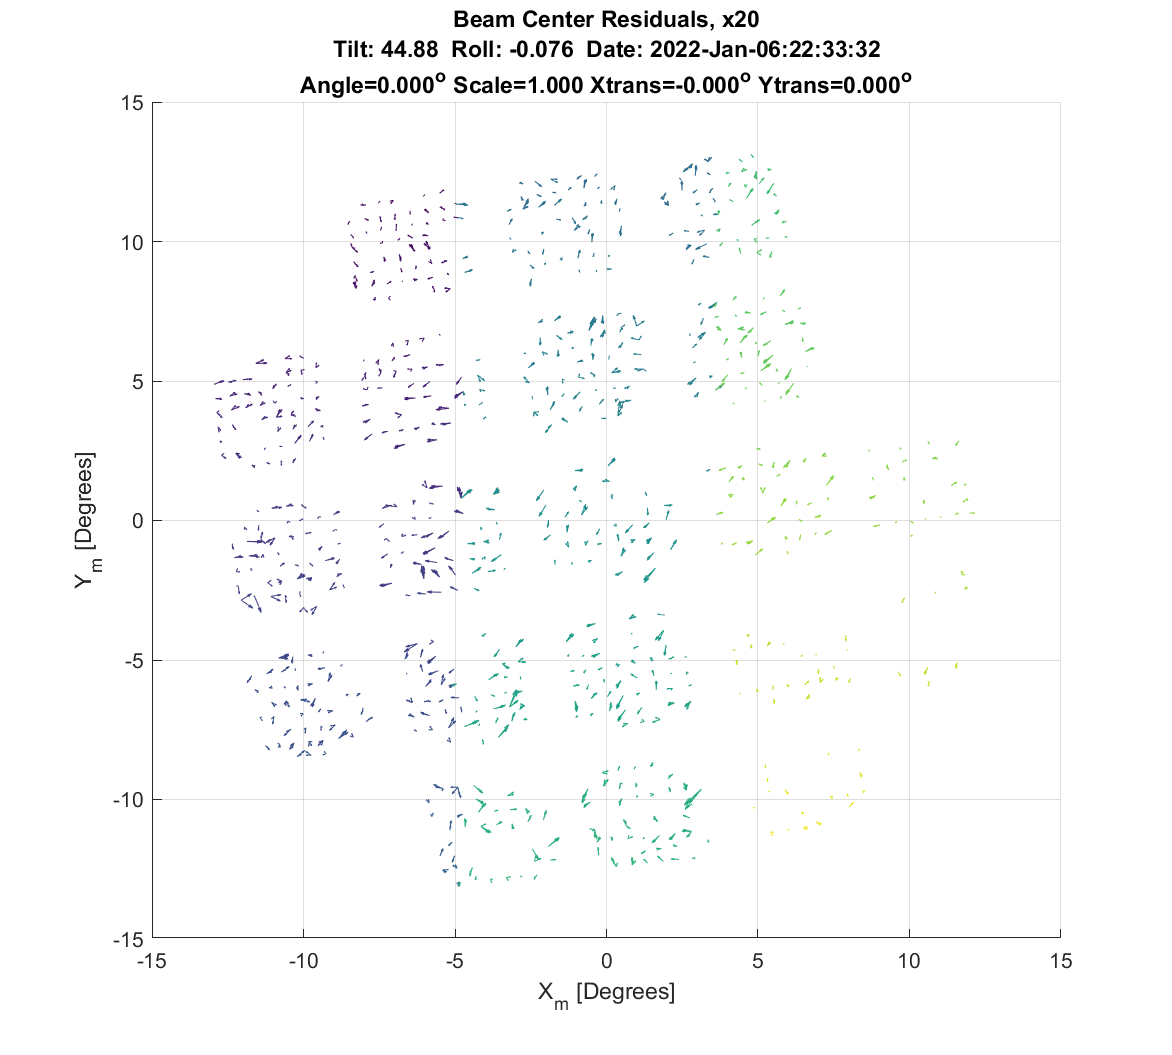 Beam Center Residuals, x20
Tilt: 44.88 Roll: -0.076 Date: 2022-Jan-06:22:33:32
Angle=0.000° Scale=1.000 Xtrans=-0.000° Ytrans=0.000°
15
10
5
0
-5
-10
-15
Y_m [Degrees]
-15 -10 -5 0 5 10 15
X_m [Degrees]